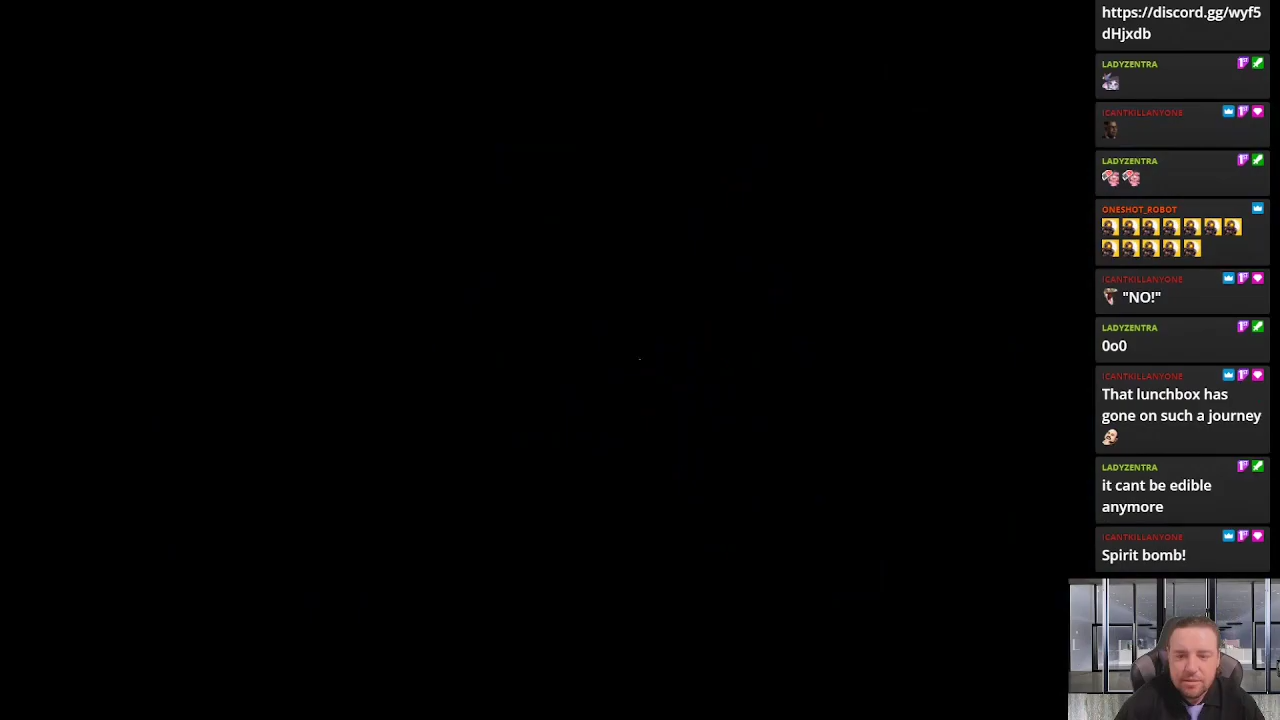 https://discord.gg/wyf5
dHjxdb
LADYZENTRA
ICANTKILLANYONE
LADYZENTRA
ONESHOT_ROBOT
ICANTKILLANYONE
"NO!"
LADYZENTRA
0o0
ICANTKILLANYONE
That lunchbox has
gone on such a journey
LADYZENTRA
it cant be edible
anymore
ICANTKILLANYONE
Spirit bomb!